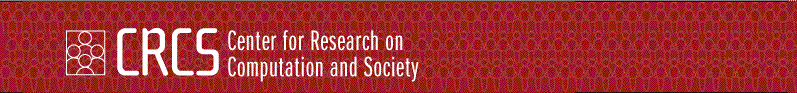 CRCS
Center for Research on
Computation and Society